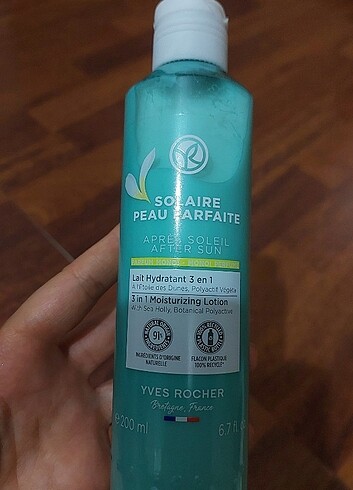 YR
SOLAIRE
PEAU PARFAITE
APRÈS SOLEIL
AFTER SUN
Lait Hydratant 3 en 1
À l'Étoile des Dunes, Polyactif Végétal
3 in 1 Moisturizing Lotion
With Sea Holly, Botanical Polyactive
91%
INGRÉDIENTS D'ORIGINE
NATURELLE
FLACON PLASTIQUE
100% RECYCLÉ*
YVES ROCHER
Bretagne, France
e 200 ml
6.7 fl.